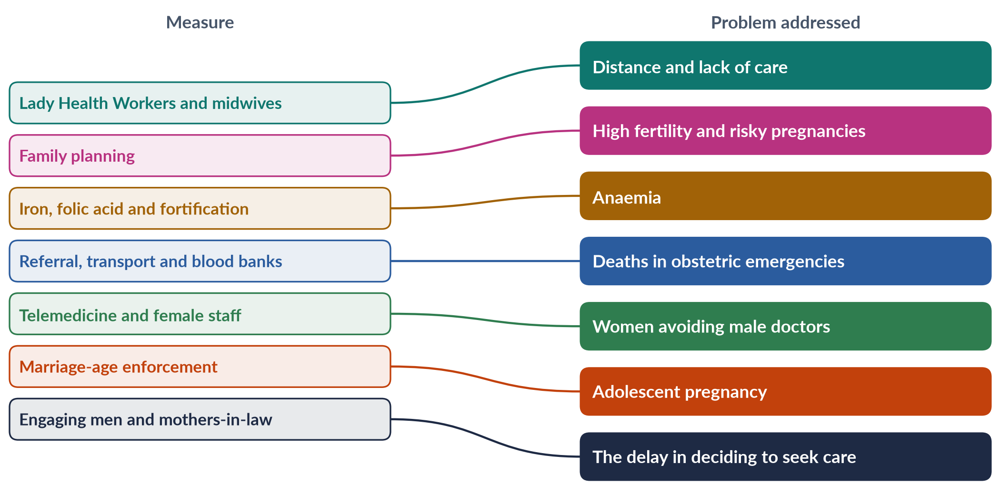 Measure
Problem addressed
Lady Health Workers and midwives
Distance and lack of care
Family planning
High fertility and risky pregnancies
Iron, folic acid and fortification
Anaemia
Referral, transport and blood banks
Deaths in obstetric emergencies
Telemedicine and female staff
Women avoiding male doctors
Marriage-age enforcement
Adolescent pregnancy
Engaging men and mothers-in-law
The delay in deciding to seek care